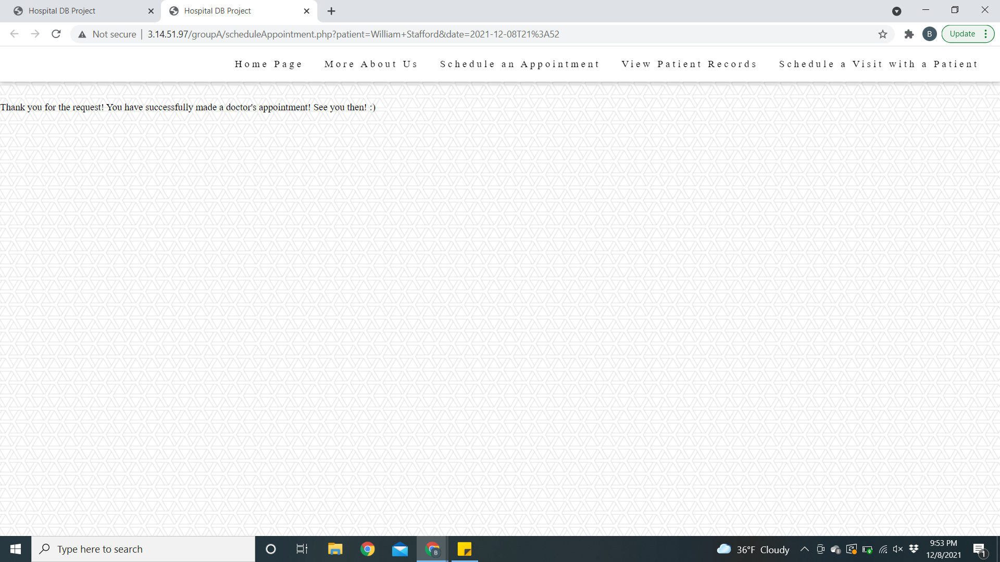 Hospital DB Project
Hospital DB Project
Not secure | 3.14.51.97/groupA/scheduleAppointment.php?patient=William+Stafford&date=2021-12-08T21%3A52
B
Update
Home Page More About Us Schedule an Appointment View Patient Records Schedule a Visit with a Patient
Thank you for the request! You have successfully made a doctor's appointment! See you then! :)
Type here to search
B
36°F Cloudy
9:53 PM
12/8/2021
1